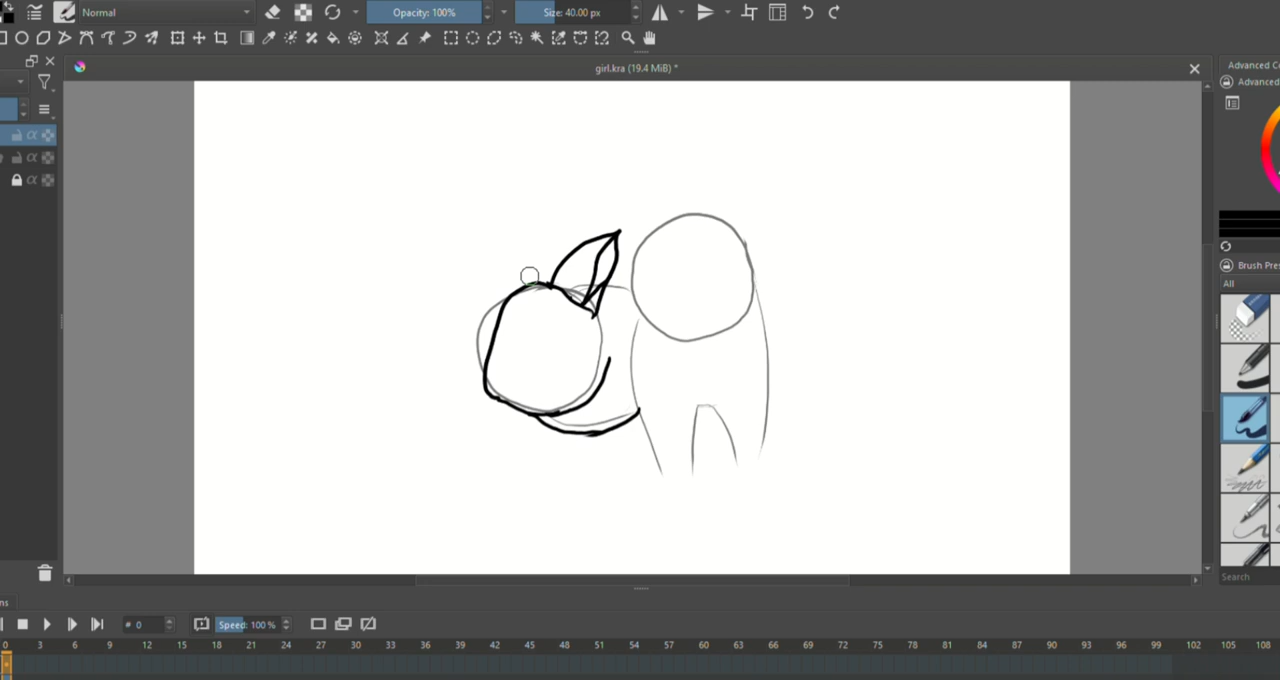 Normal
Opacity: 100%
Size: 40.00 px
girl.kra (19.4 MiB) *
Advanced Co
Advanced
Brush Pres
All
Search
ns
# 0
Speed: 100 %
0 3 6 9 12 15 18 21 24 27 30 33 36 39 42 45 48 51 54 57 60 63 66 69 72 75 78 81 84 87 90 93 96 99 102 105 108